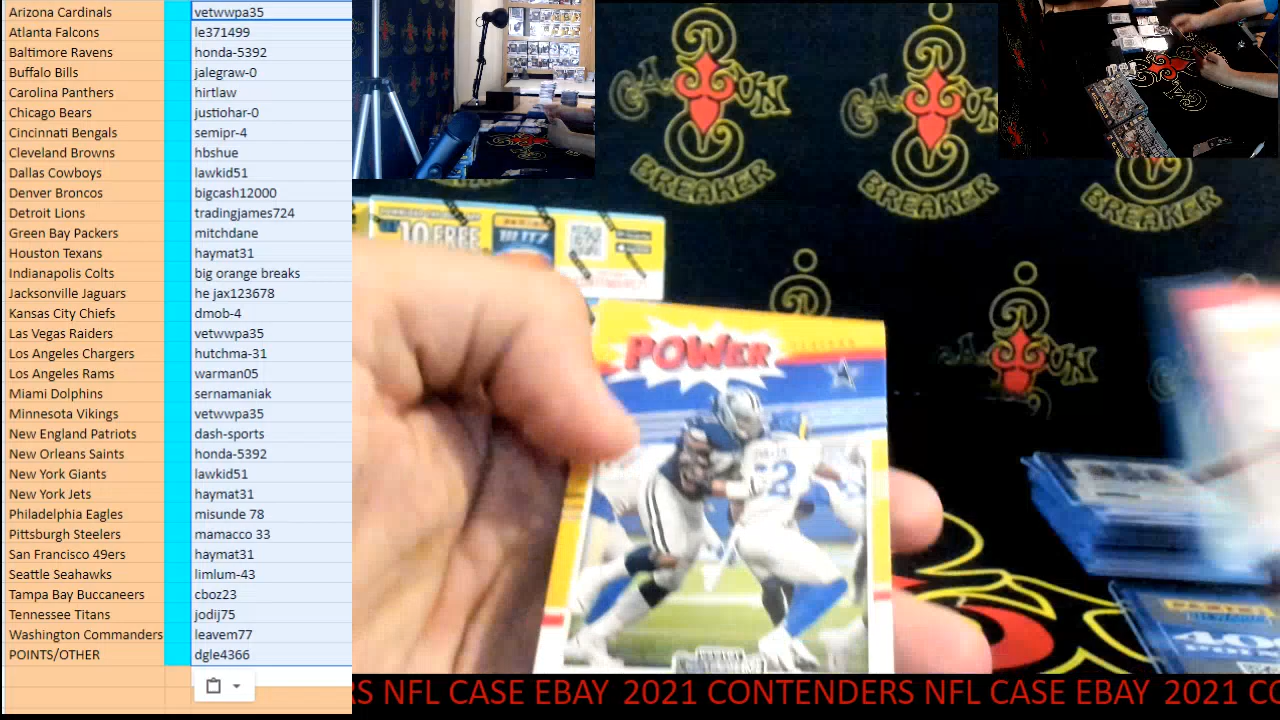 Arizona Cardinals vetwwpa35
Atlanta Falcons le371499
Baltimore Ravens honda-5392
Buffalo Bills jalegraw-0
Carolina Panthers hirtlaw
Chicago Bears justiohar-0
Cincinnati Bengals semipr-4
Cleveland Browns hbshue
Dallas Cowboys lawkid51
Denver Broncos bigcash12000
Detroit Lions tradingjames724
Green Bay Packers mitchdane
Houston Texans haymat31
Indianapolis Colts big orange breaks
Jacksonville Jaguars he jax123678
Kansas City Chiefs dmob-4
Las Vegas Raiders vetwwpa35
Los Angeles Chargers hutchma-31
Los Angeles Rams warman05
Miami Dolphins sernamaniak
Minnesota Vikings vetwwpa35
New England Patriots dash-sports
New Orleans Saints honda-5392
New York Giants lawkid51
New York Jets haymat31
Philadelphia Eagles misunde 78
Pittsburgh Steelers mamacco 33
San Francisco 49ers haymat31
Seattle Seahawks limlum-43
Tampa Bay Buccaneers cboz23
Tennessee Titans jodij75
Washington Commanders leavem77
POINTS/OTHER dgle4366
CAJUN
BREAKER
BREAKER
BREAKER
10 FREE
PANINI
BLITZ
POWER
PANINI
RS NFL CASE EBAY 2021 CONTENDERS NFL CASE EBAY 2021 CO